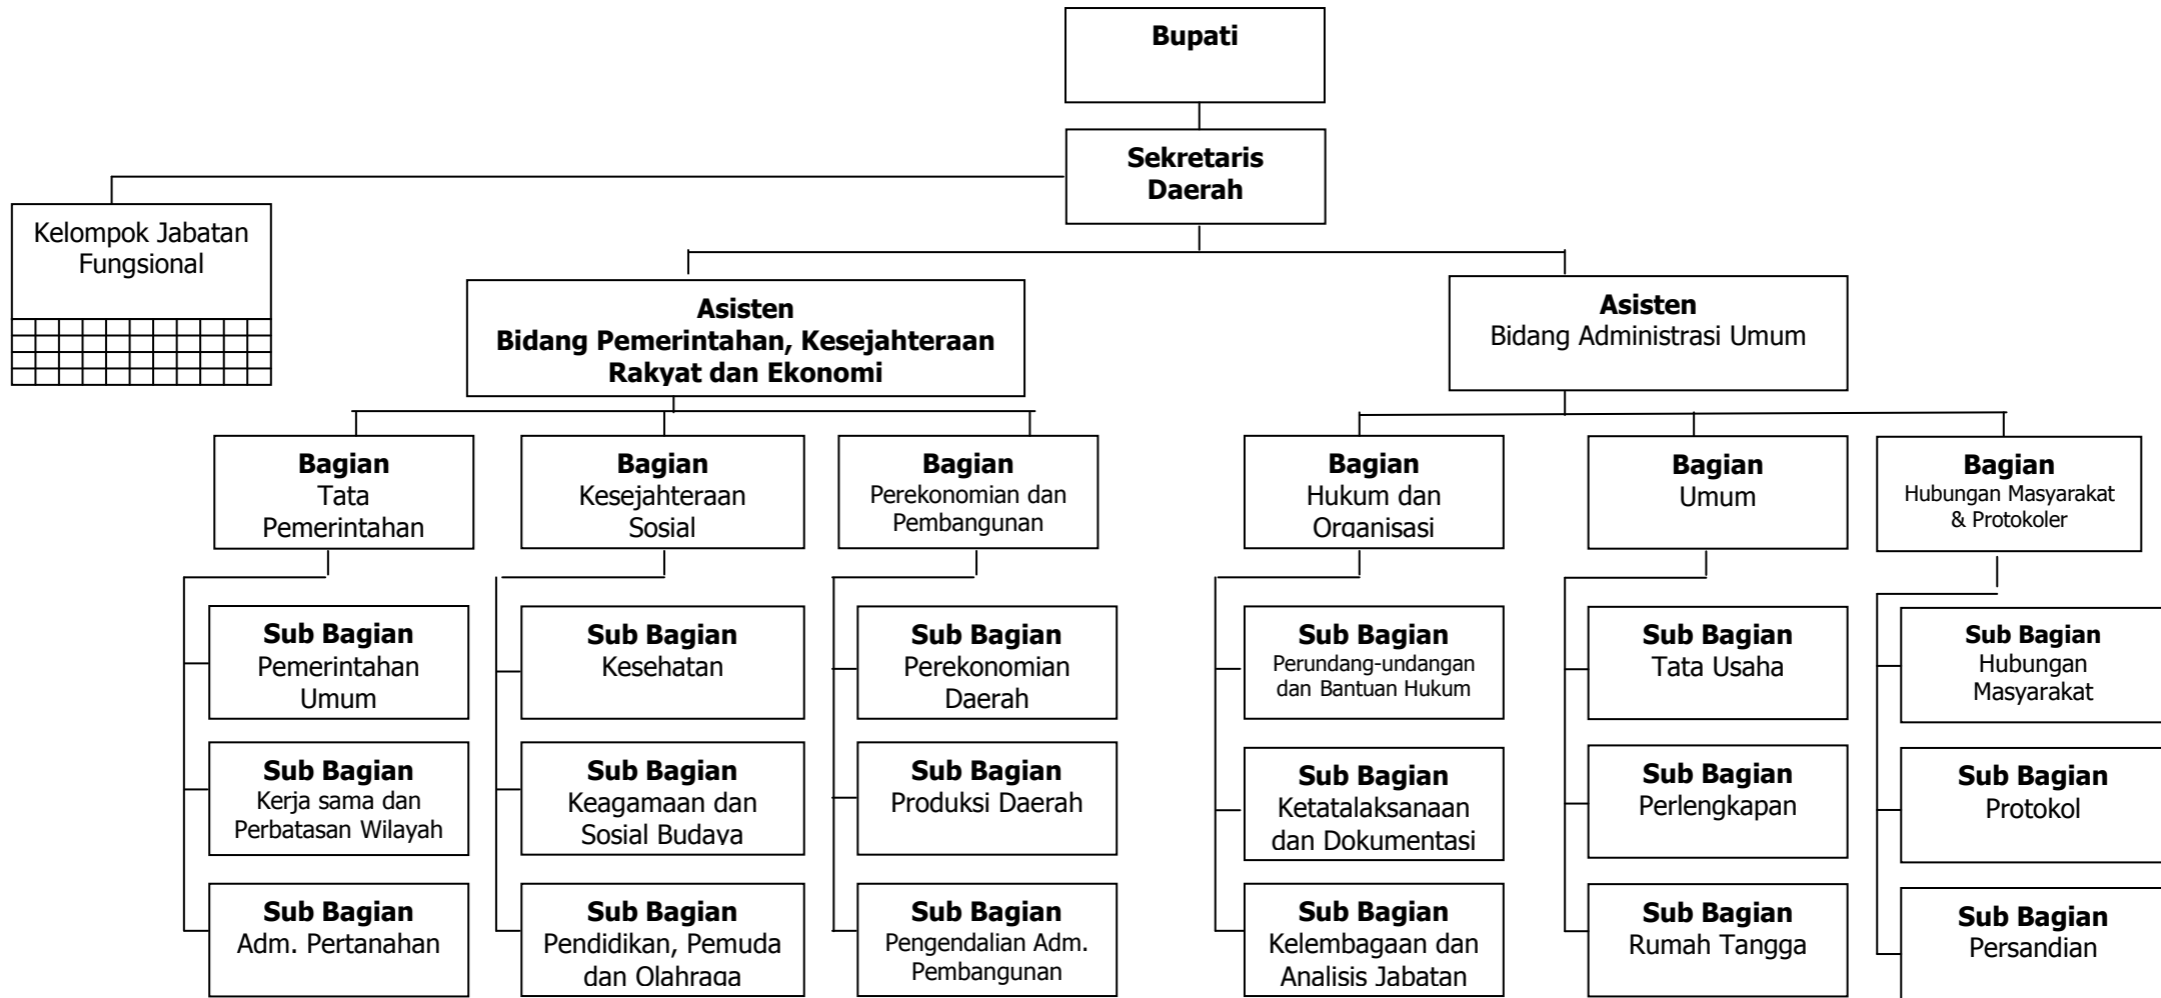 Bupati
Sekretaris
Daerah
Kelompok Jabatan
Fungsional
Asisten
Bidang Pemerintahan, Kesejahteraan
Rakyat dan Ekonomi
Asisten
Bidang Administrasi Umum
Bagian
Tata
Pemerintahan
Bagian
Kesejahteraan
Sosial
Bagian
Perekonomian dan
Pembangunan
Bagian
Hukum dan
Organisasi
Bagian
Umum
Bagian
Hubungan Masyarakat
& Protokoler
Sub Bagian
Pemerintahan
Umum
Sub Bagian
Kesehatan
Sub Bagian
Perekonomian
Daerah
Sub Bagian
Perundang-undangan
dan Bantuan Hukum
Sub Bagian
Tata Usaha
Sub Bagian
Hubungan
Masyarakat
Sub Bagian
Kerja sama dan
Perbatasan Wilayah
Sub Bagian
Keagamaan dan
Sosial Budaya
Sub Bagian
Produksi Daerah
Sub Bagian
Ketatalaksanaan
dan Dokumentasi
Sub Bagian
Perlengkapan
Sub Bagian
Protokol
Sub Bagian
Adm. Pertanahan
Sub Bagian
Pendidikan, Pemuda
dan Olahraga
Sub Bagian
Pengendalian Adm.
Pembangunan
Sub Bagian
Kelembagaan dan
Analisis Jabatan
Sub Bagian
Rumah Tangga
Sub Bagian
Persandian